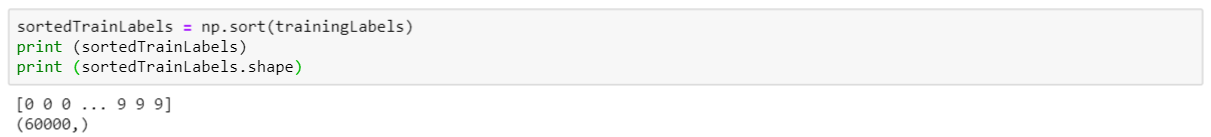 sortedTrainLabels = np.sort(trainingLabels)
print (sortedTrainLabels)
print (sortedTrainLabels.shape)
[0 0 0 ... 9 9 9]
(60000,)